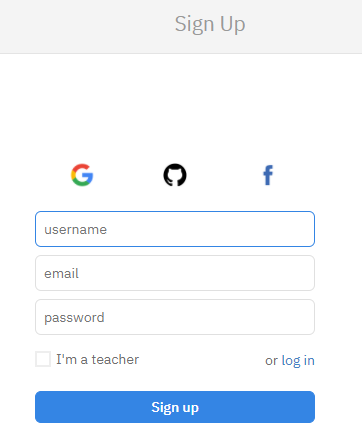 Sign Up
username
email
password
I'm a teacher
or log in
Sign up